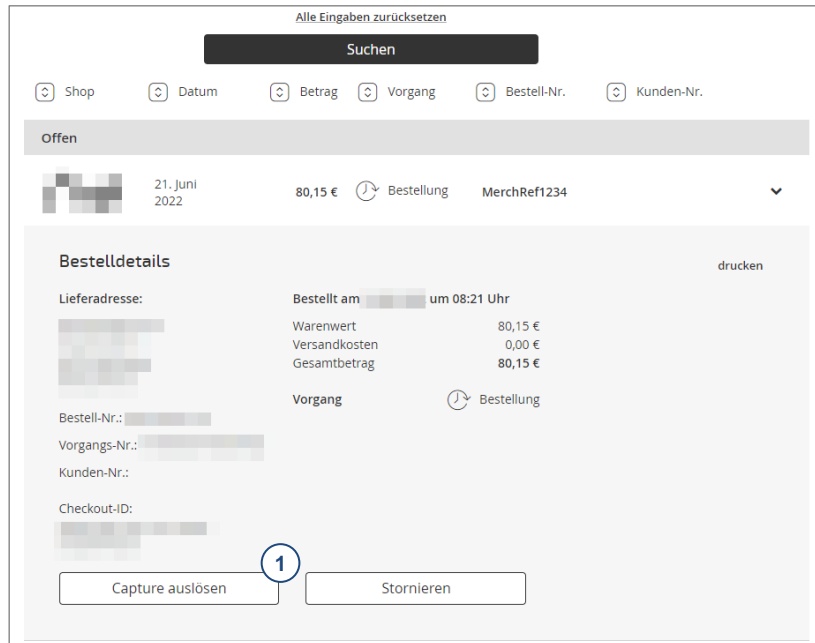 Alle Eingaben zurücksetzen
Suchen
Shop Datum Betrag Vorgang Bestell-Nr. Kunden-Nr.
Offen
21. Juni
2022
80,15 € Bestellung MerchRef1234
Bestelldetails
drucken
Lieferadresse:
Bestellt am um 08:21 Uhr
Warenwert 80,15 €
Versandkosten 0,00 €
Gesamtbetrag 80,15 €
Vorgang Bestellung
Bestell-Nr.:
Vorgangs-Nr.:
Kunden-Nr.:
Checkout-ID:
1
Capture auslösen Stornieren